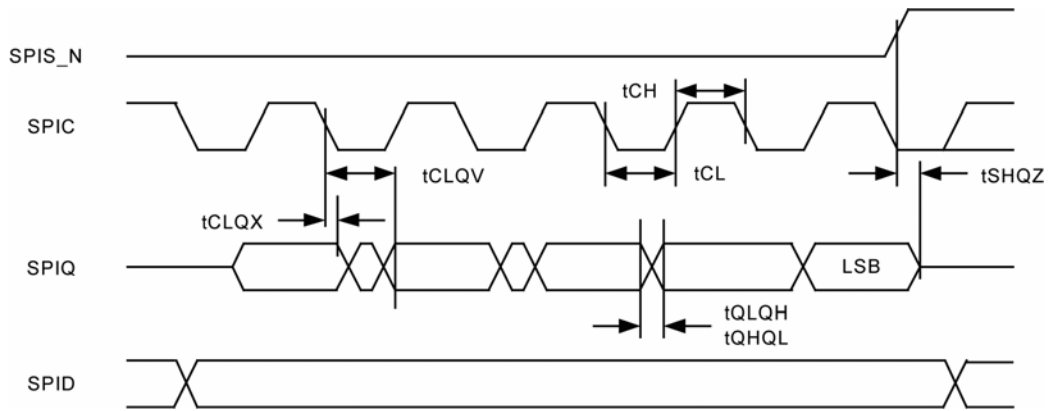 SPIS_N
tCH
SPIC
tCLQV
tCL
tSHQZ
tCLQX
SPIQ
LSB
tQLQH
tQHQL
SPID